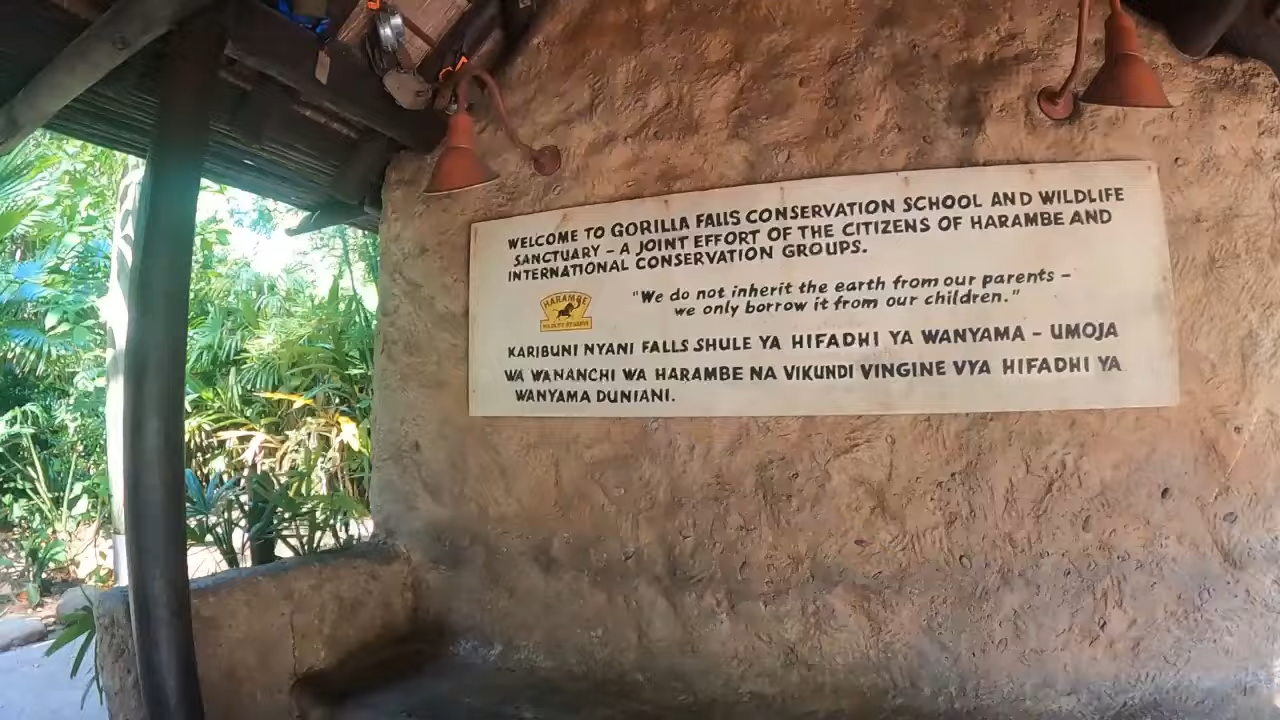 WELCOME TO GORILLA FALLS CONSERVATION SCHOOL AND WILDLIFE
SANCTUARY – A JOINT EFFORT OF THE CITIZENS OF HARAMBE AND
INTERNATIONAL CONSERVATION GROUPS.
"We do not inherit the earth from our parents –
we only borrow it from our children."
HARAMBE
KARIBUNI NYANI FALLS SHULE YA HIFADHI YA WANYAMA – UMOJA
WA WANANCHI WA HARAMBE NA VIKUNDI VINGINE VYA HIFADHI YA
WANYAMA DUNIANI.